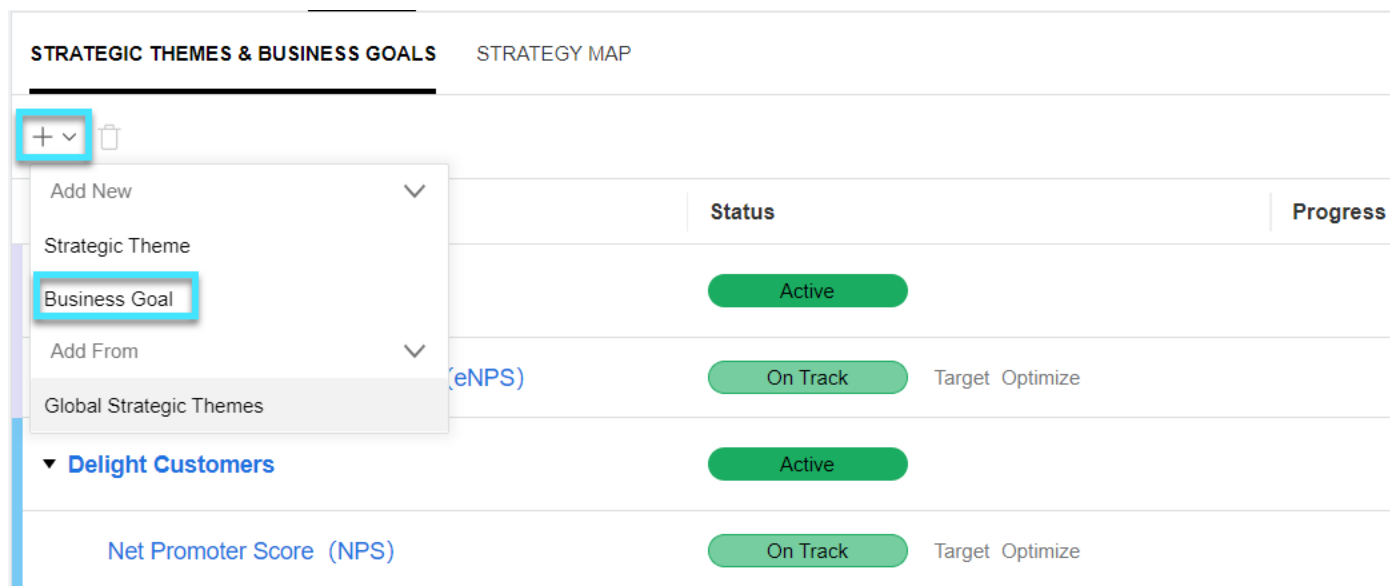 STRATEGIC THEMES & BUSINESS GOALS STRATEGY MAP
Add New
Status Progress
Strategic Theme
Business Goal
Active
Add From
(eNPS) On Track Target Optimize
Global Strategic Themes
Delight Customers Active
Net Promoter Score (NPS) On Track Target Optimize